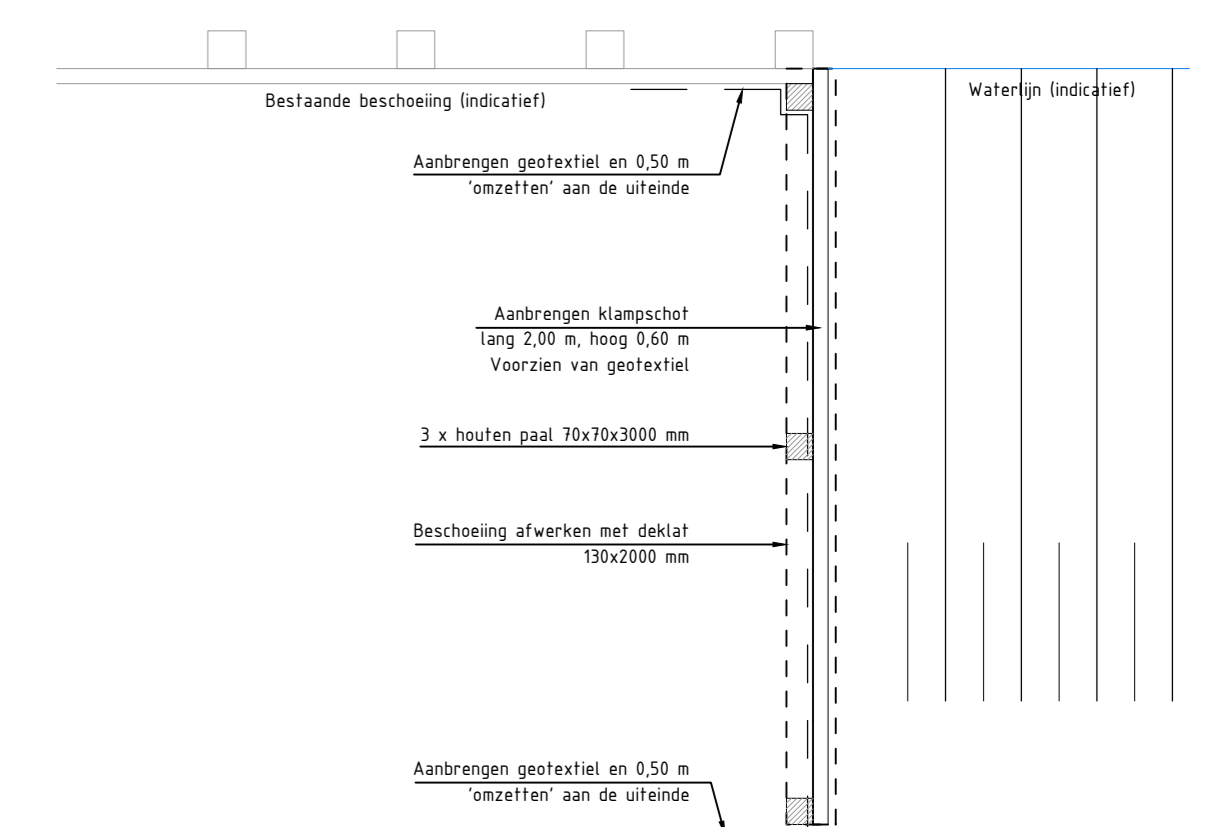 Bestaande beschoeiing (indicatief)
Waterlijn (indicatief)
Aanbrengen geotextiel en 0,50 m
'omzetten' aan de uiteinde
Aanbrengen klampschot
lang 2,00 m, hoog 0,60 m
Voorzien van geotextiel
3 x houten paal 70x70x3000 mm
Beschoeiing afwerken met deklat
130x2000 mm
Aanbrengen geotextiel en 0,50 m
'omzetten' aan de uiteinde